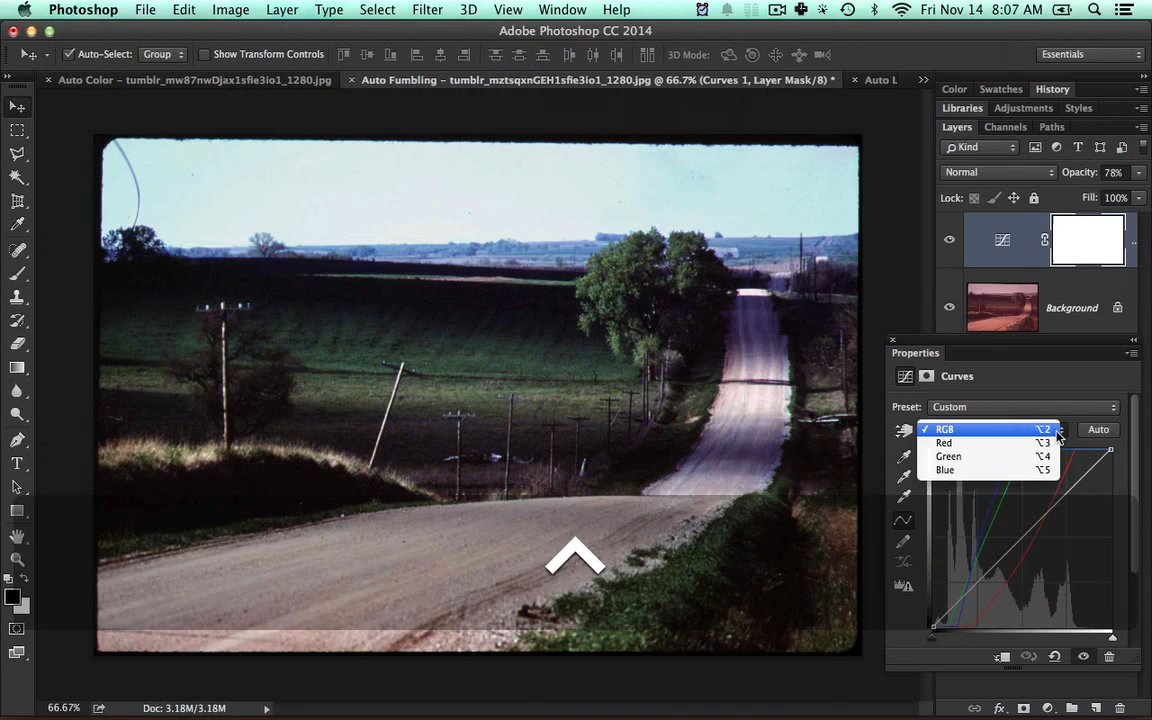 Photoshop File Edit Image Layer Type Select Filter 3D View Window Help Fri Nov 14 8:07 AM
Adobe Photoshop CC 2014
Auto-Select: Group Show Transform Controls 3D Mode: Essentials
× Auto Color – tumblr_mw87nwDjax1sfie3io1_1280.jpg × Auto Fumbling – tumblr_mztsqxnGEH1sfie3io1_1280.jpg @ 66.7% (Curves 1, Layer Mask/8) * × Auto L
Color Swatches History
Libraries Adjustments Styles
Layers Channels Paths
Kind
Normal Opacity: 78%
Lock: Fill: 100%
Background
Properties
Curves
Preset: Custom
✓ RGB ⌥2 Auto
Red ⌥3
Green ⌥4
Blue ⌥5
66.67% Doc: 3.18M/3.18M